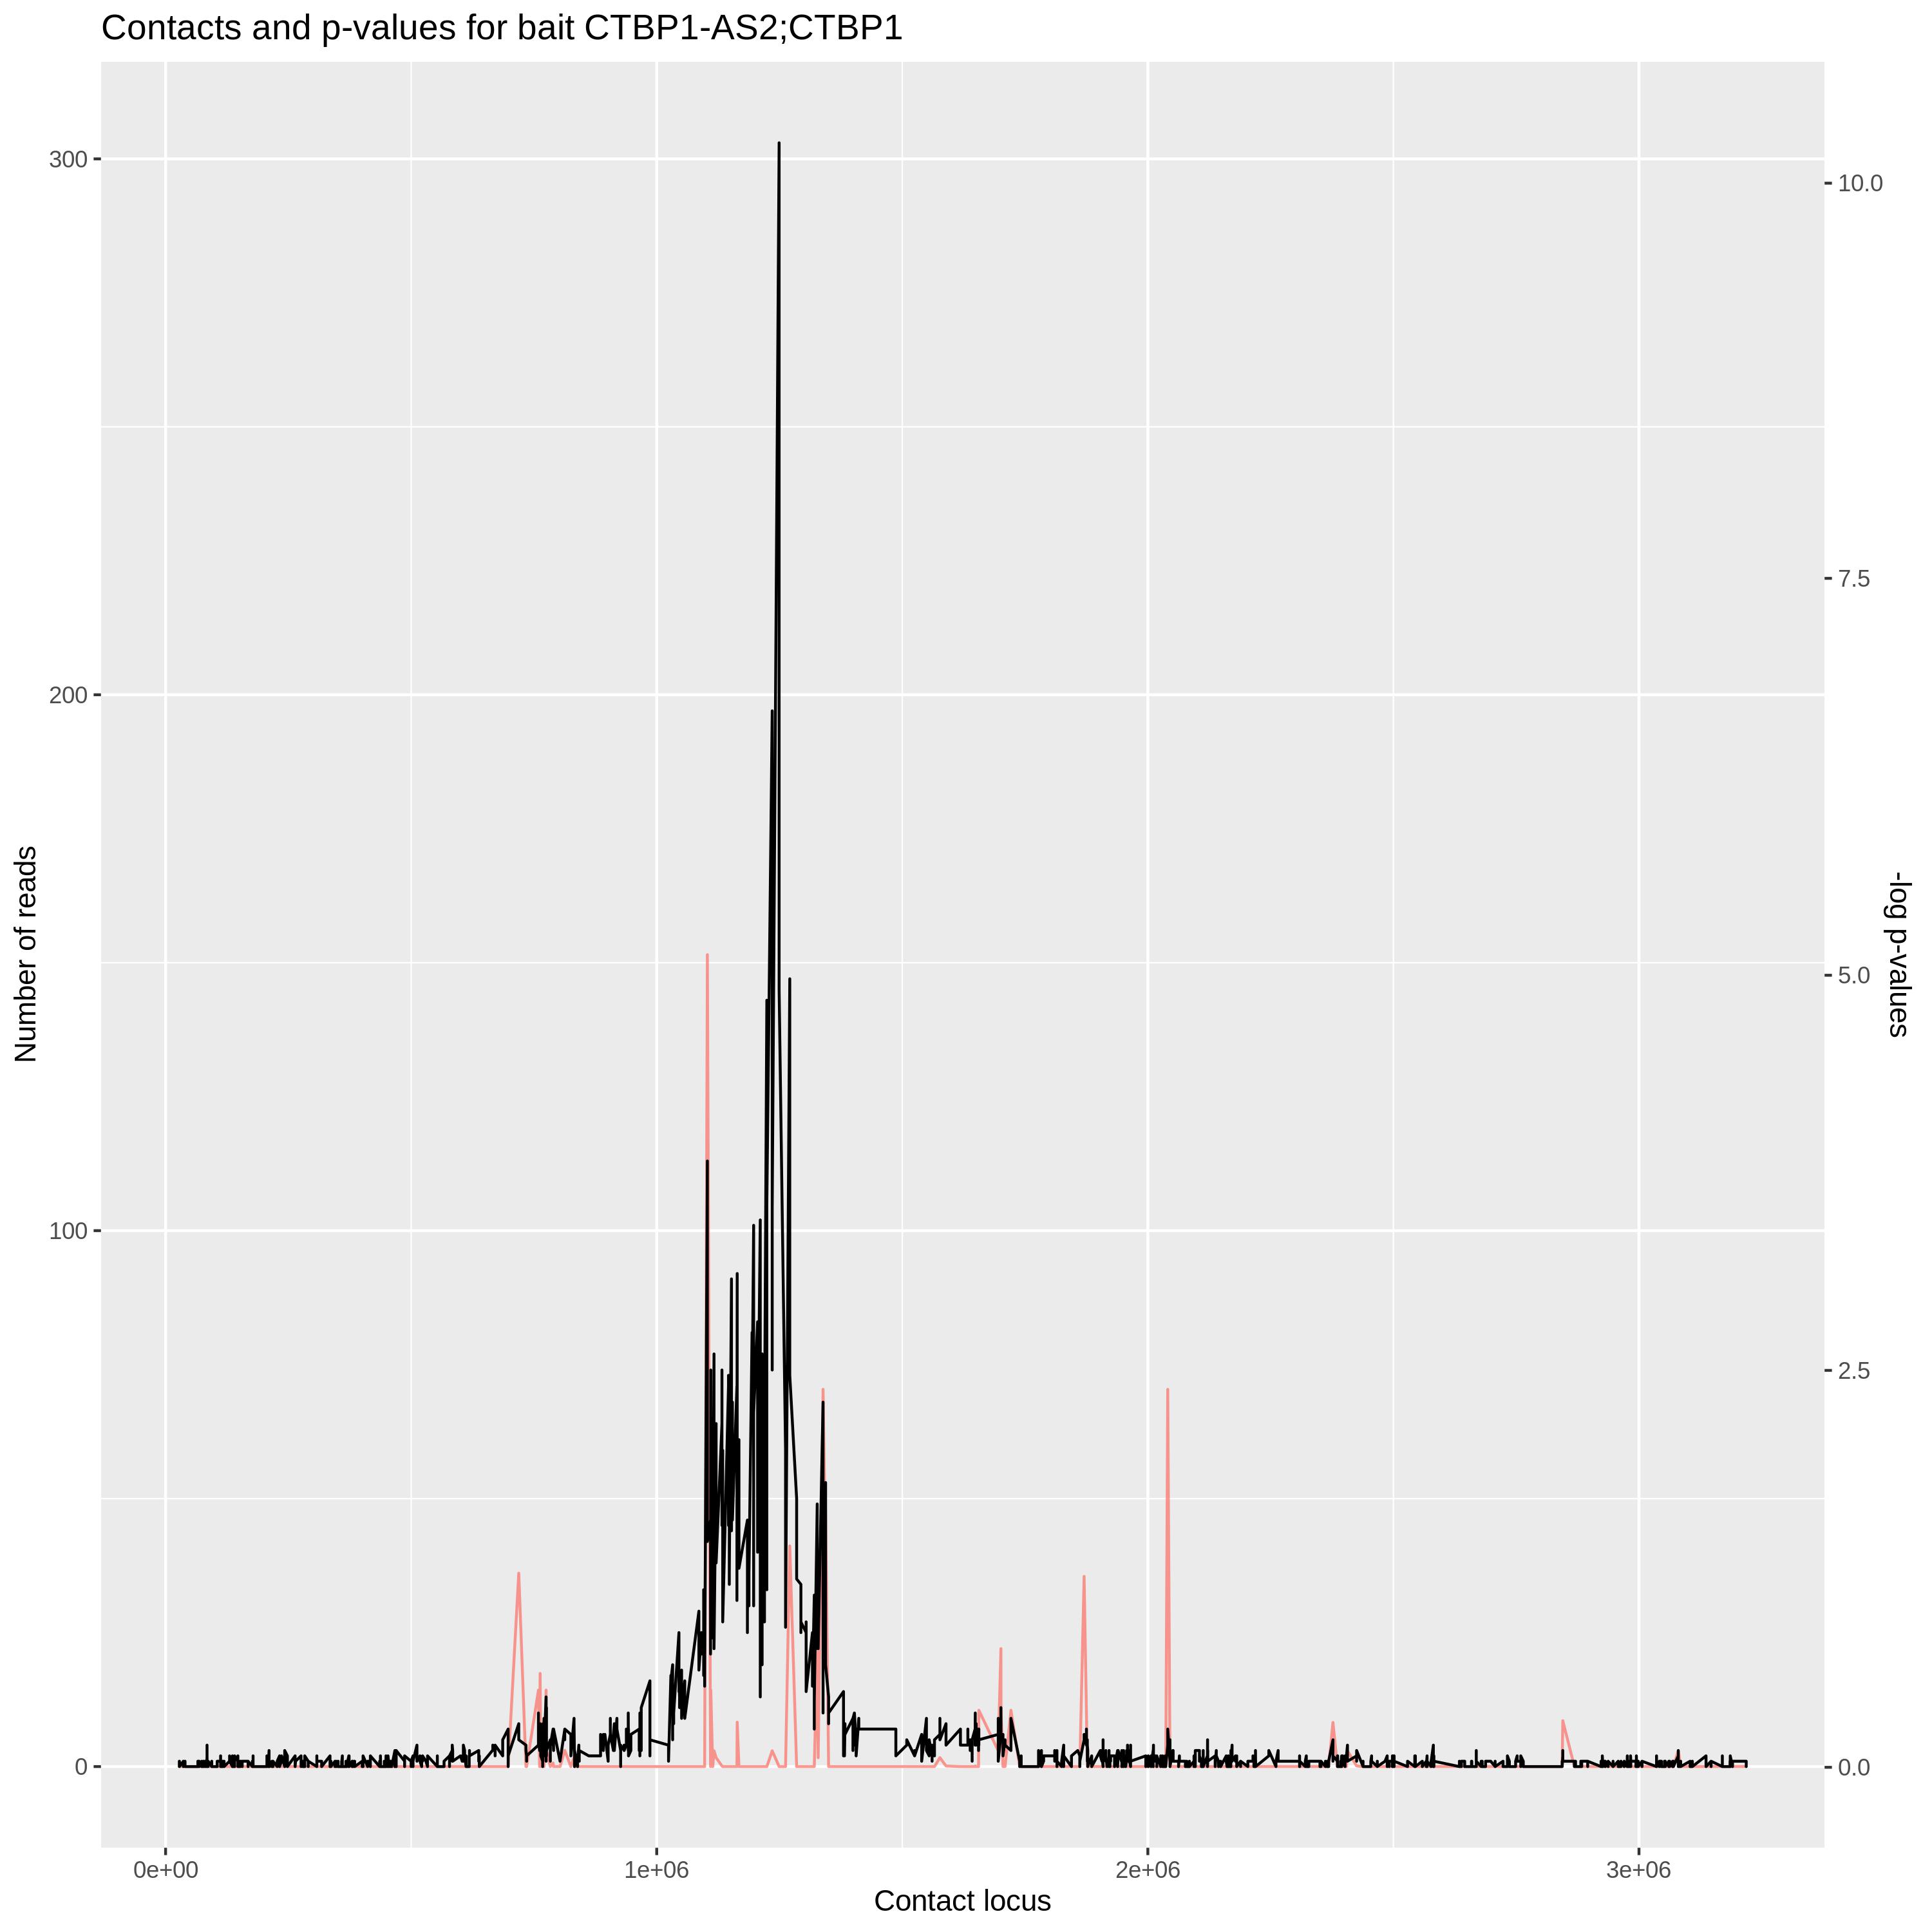 Contacts and p-values for bait CTBP1-AS2;CTBP1
300
200
100
0
Number of reads
10.0
7.5
5.0
2.5
0.0
-log p-values
0e+00
1e+06
2e+06
3e+06
Contact locus